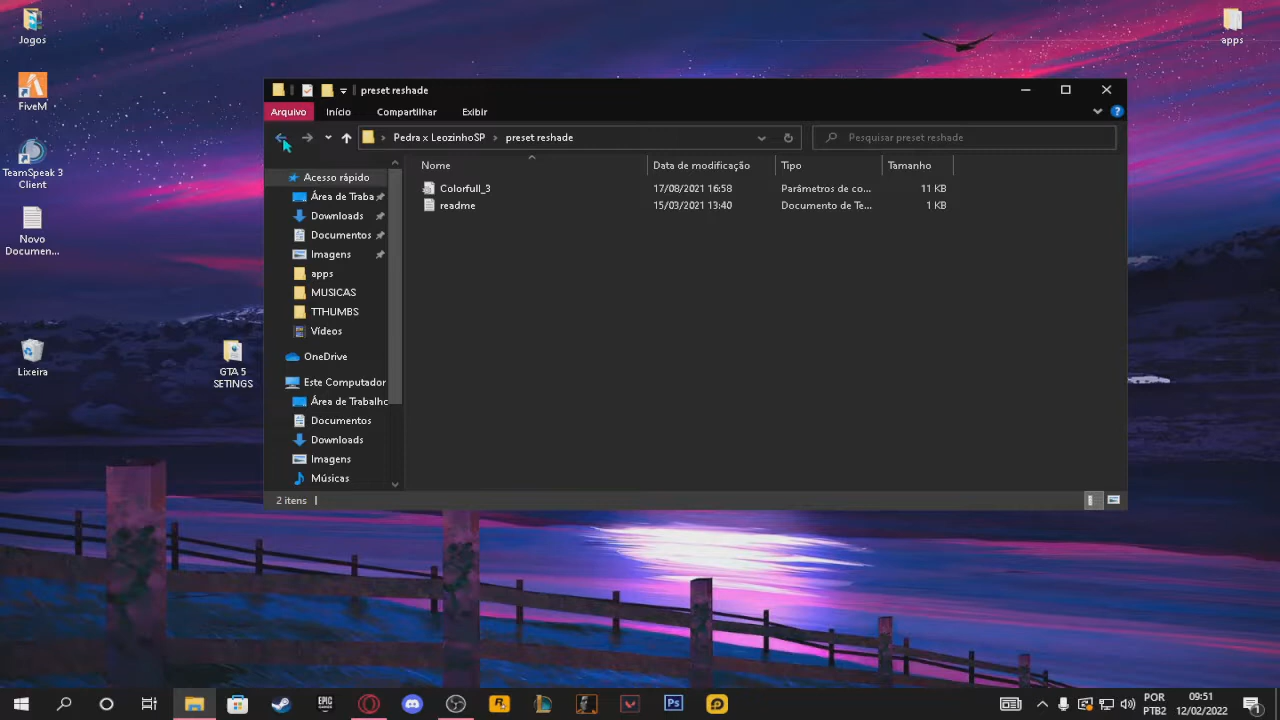 Jogos
apps
preset reshade
FiveM
Arquivo
Início
Compartilhar
Exibir
Pedra x LeozinhoSP
preset reshade
Pesquisar preset reshade
TeamSpeak 3
Client
Nome
Data de modificação
Tipo
Tamanho
Acesso rápido
Colorfull_3
17/08/2021 16:58
Parâmetros de co...
11 KB
Área de Traba
readme
15/03/2021 13:40
Documento de Te...
1 KB
Downloads
Novo
Documen...
Documentos
Imagens
apps
MUSICAS
TTHUMBS
Vídeos
OneDrive
Lixeira
GTA 5
SETINGS
Este Computador
Área de Trabalho
Documentos
Downloads
Imagens
Músicas
2 itens
EPIC
GAMES
R
Ps
POR
PTB2
09:51
12/02/2022
1